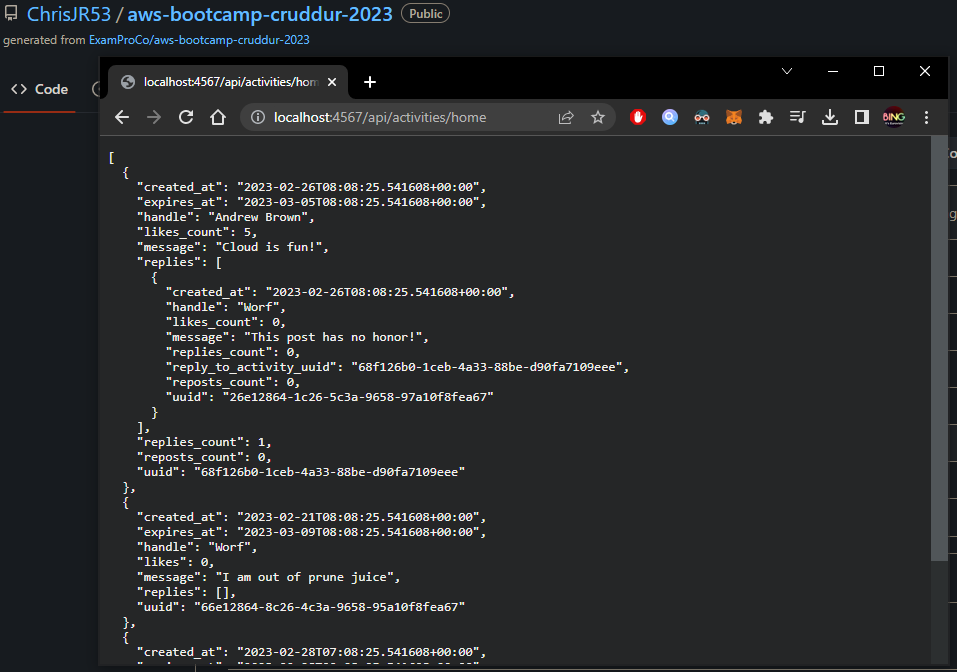 ChrisJR53 / aws-bootcamp-cruddur-2023 Public
generated from ExamProCo/aws-bootcamp-cruddur-2023
<> Code
localhost:4567/api/activities/hom
localhost:4567/api/activities/home
BING
[
{
"created_at": "2023-02-26T08:08:25.541608+00:00",
"expires_at": "2023-03-05T08:08:25.541608+00:00",
"handle": "Andrew Brown",
"likes_count": 5,
"message": "Cloud is fun!",
"replies": [
{
"created_at": "2023-02-26T08:08:25.541608+00:00",
"handle": "Worf",
"likes_count": 0,
"message": "This post has no honor!",
"replies_count": 0,
"reply_to_activity_uuid": "68f126b0-1ceb-4a33-88be-d90fa7109eee",
"reposts_count": 0,
"uuid": "26e12864-1c26-5c3a-9658-97a10f8fea67"
}
],
"replies_count": 1,
"reposts_count": 0,
"uuid": "68f126b0-1ceb-4a33-88be-d90fa7109eee"
},
{
"created_at": "2023-02-21T08:08:25.541608+00:00",
"expires_at": "2023-03-09T08:08:25.541608+00:00",
"handle": "Worf",
"likes": 0,
"message": "I am out of prune juice",
"replies": [],
"uuid": "66e12864-8c26-4c3a-9658-95a10f8fea67"
},
{
"created_at": "2023-02-28T07:08:25.541608+00:00",